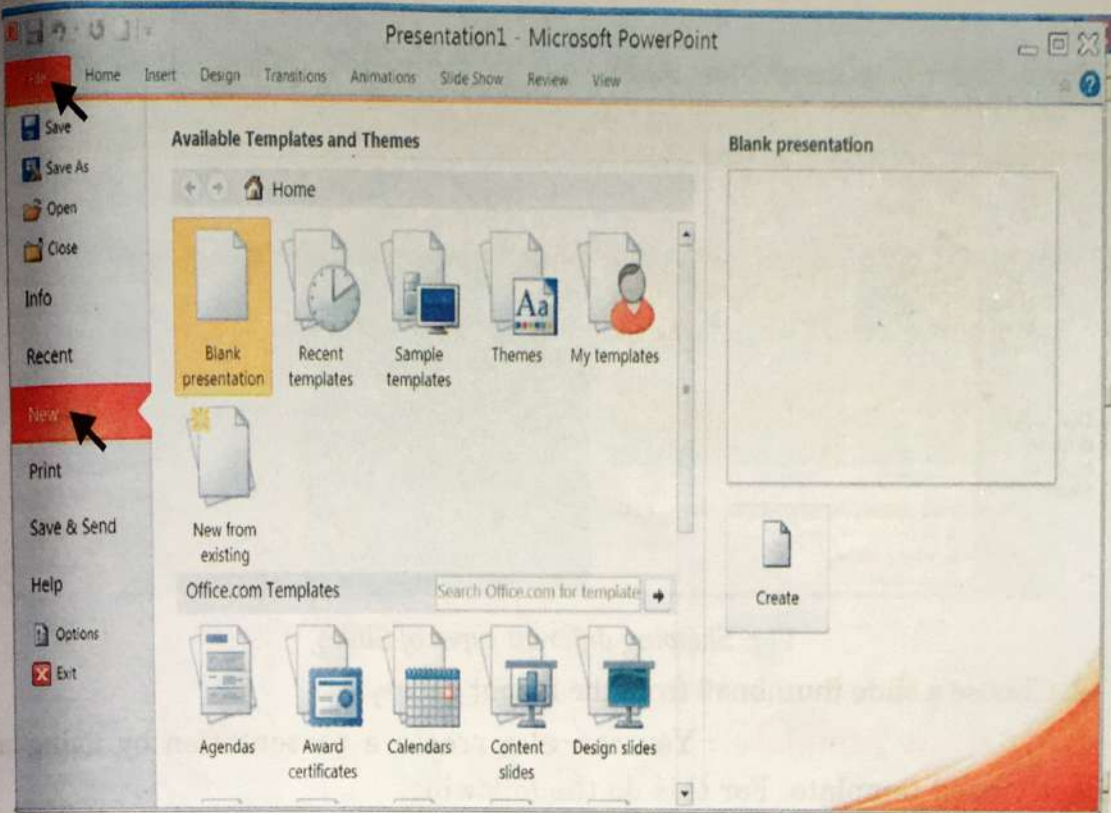 Presentation1 - Microsoft PowerPoint
File Home Insert Design Transitions Animations Slide Show Review View
Save
Save As
Open
Close
Info
Recent
New
Print
Save & Send
Help
Options
Exit
Available Templates and Themes
Home
Blank presentation
Recent templates
Sample templates
Themes
My templates
New from existing
Office.com Templates
Search Office.com for template
Agendas
Award certificates
Calendars
Content slides
Design slides
Blank presentation
Create